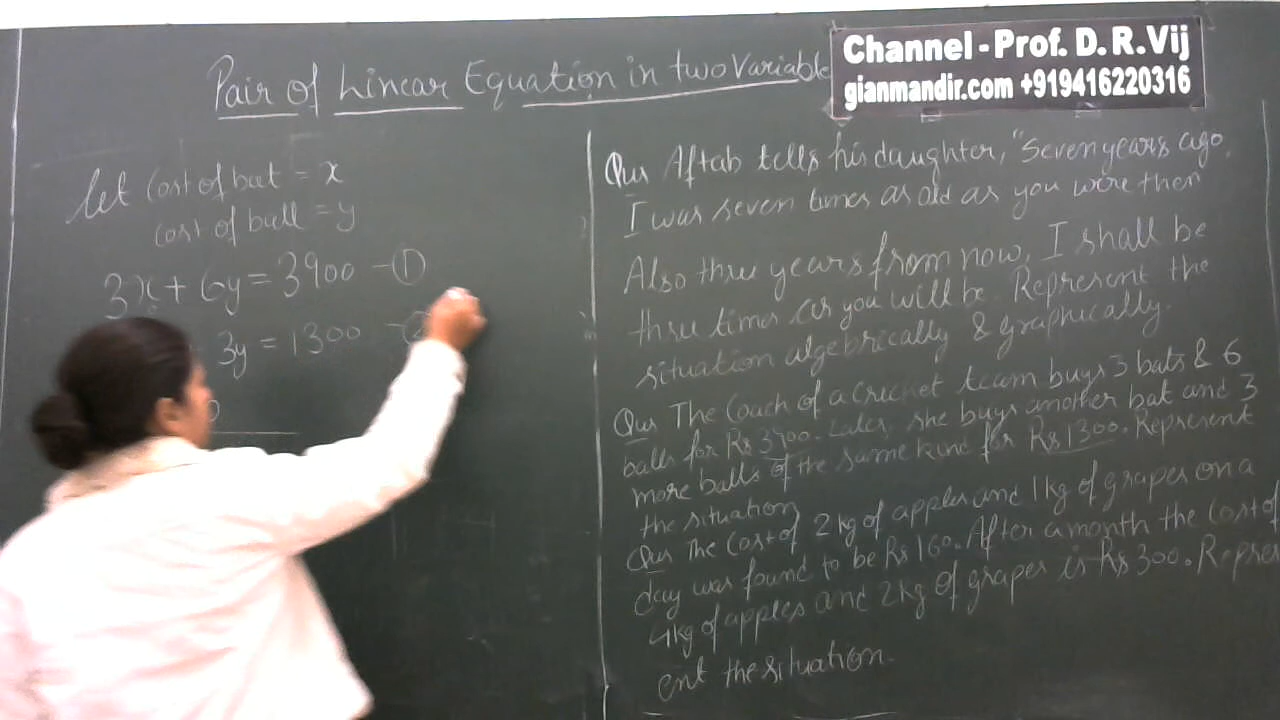 Pair of Linear Equation in two Variable
Channel - Prof. D. R. Vij
gianmandir.com +919416220316
Let Cost of bat = x
Cost of ball = y
3x + 6y = 3900 - ①
3y = 1300 -
Qus Aftab tells his daughter, "Seven years ago,
I was seven times as old as you were then
Also three years from now, I shall be
three times as you will be. Represent the
situation algebrically & graphically.
Qus The Coach of a cricket team buys 3 bats & 6
balls for Rs 3900. Later, she buys another bat and 3
more balls of the same kind for Rs 1300. Represent
the situation
Qus The Cost of 2 kg of apples and 1 kg of grapes on a
day was found to be Rs 160. After a month the cost of
4 kg of apples and 2 kg of grapes is Rs 300. Repres
ent the situation.